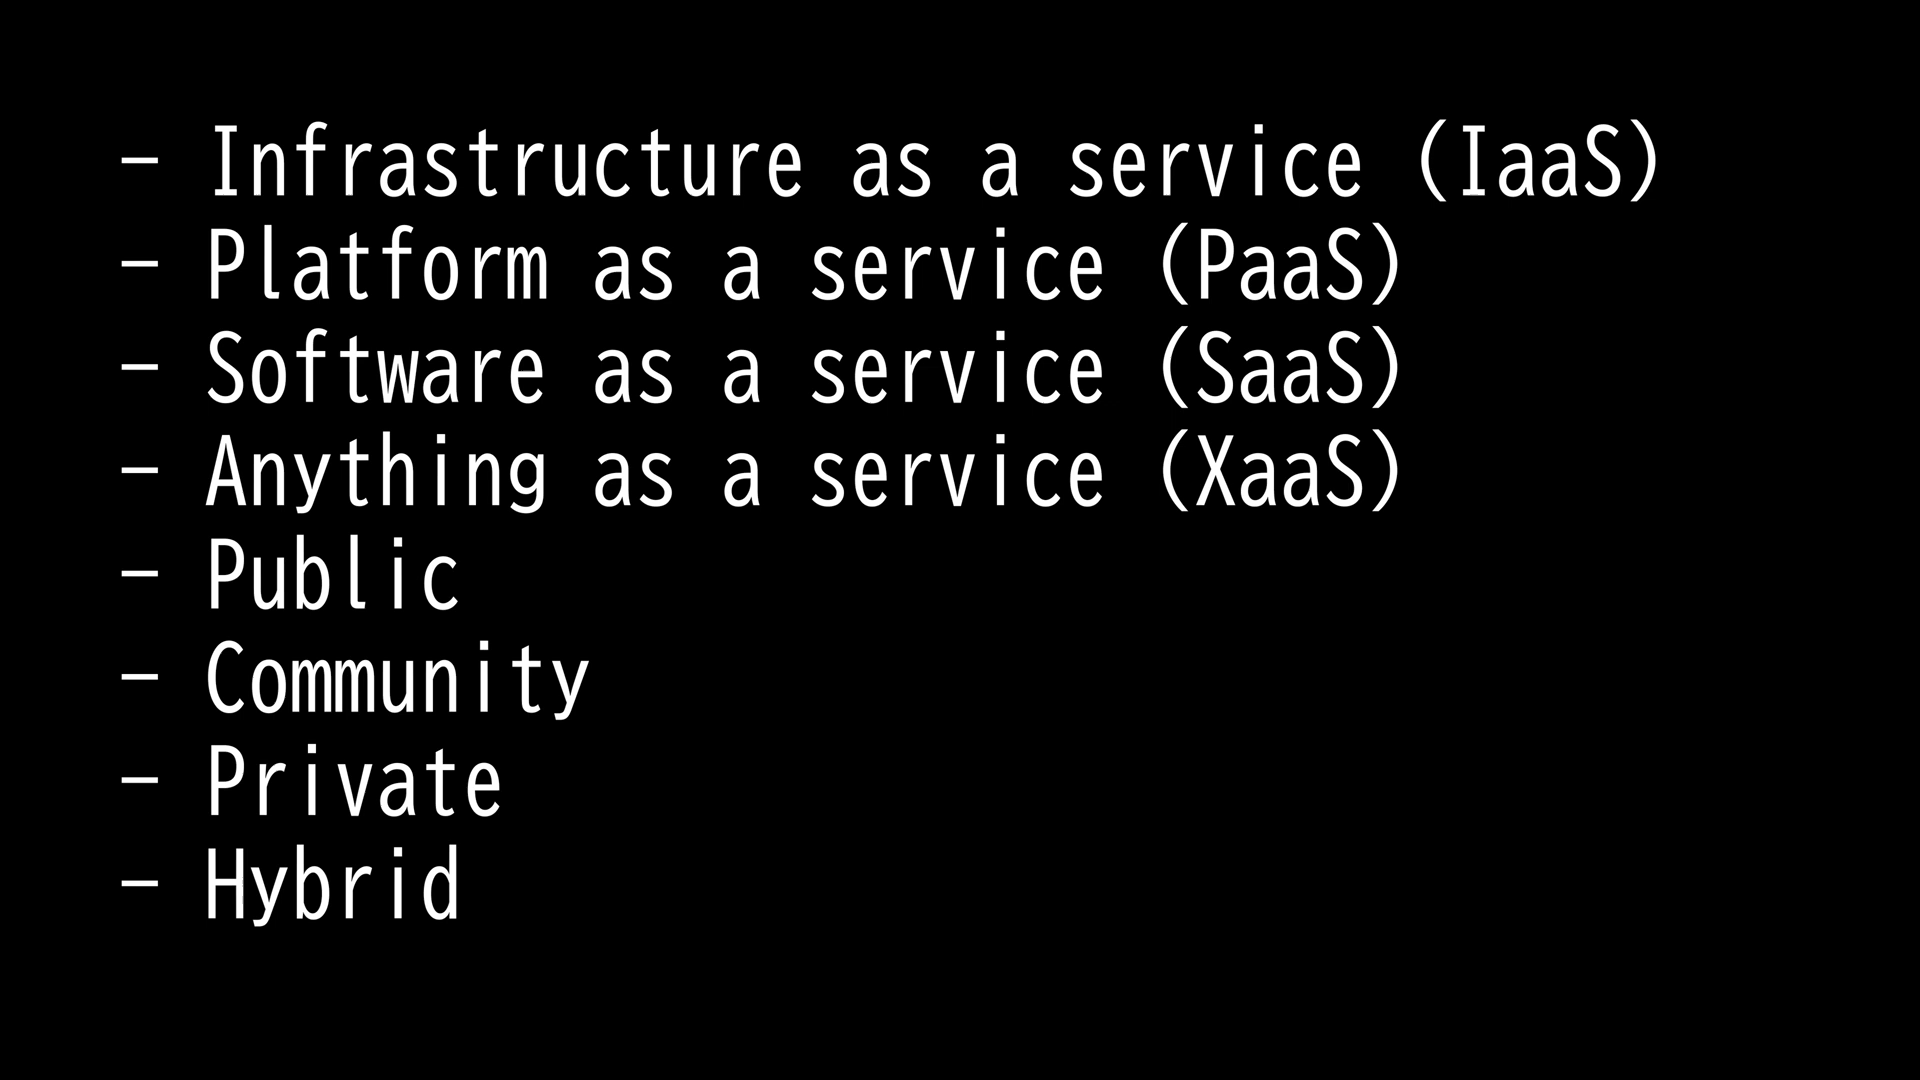 - Infrastructure as a service (IaaS)
- Platform as a service (PaaS)
- Software as a service (SaaS)
- Anything as a service (XaaS)
- Public
- Community
- Private
- Hybrid